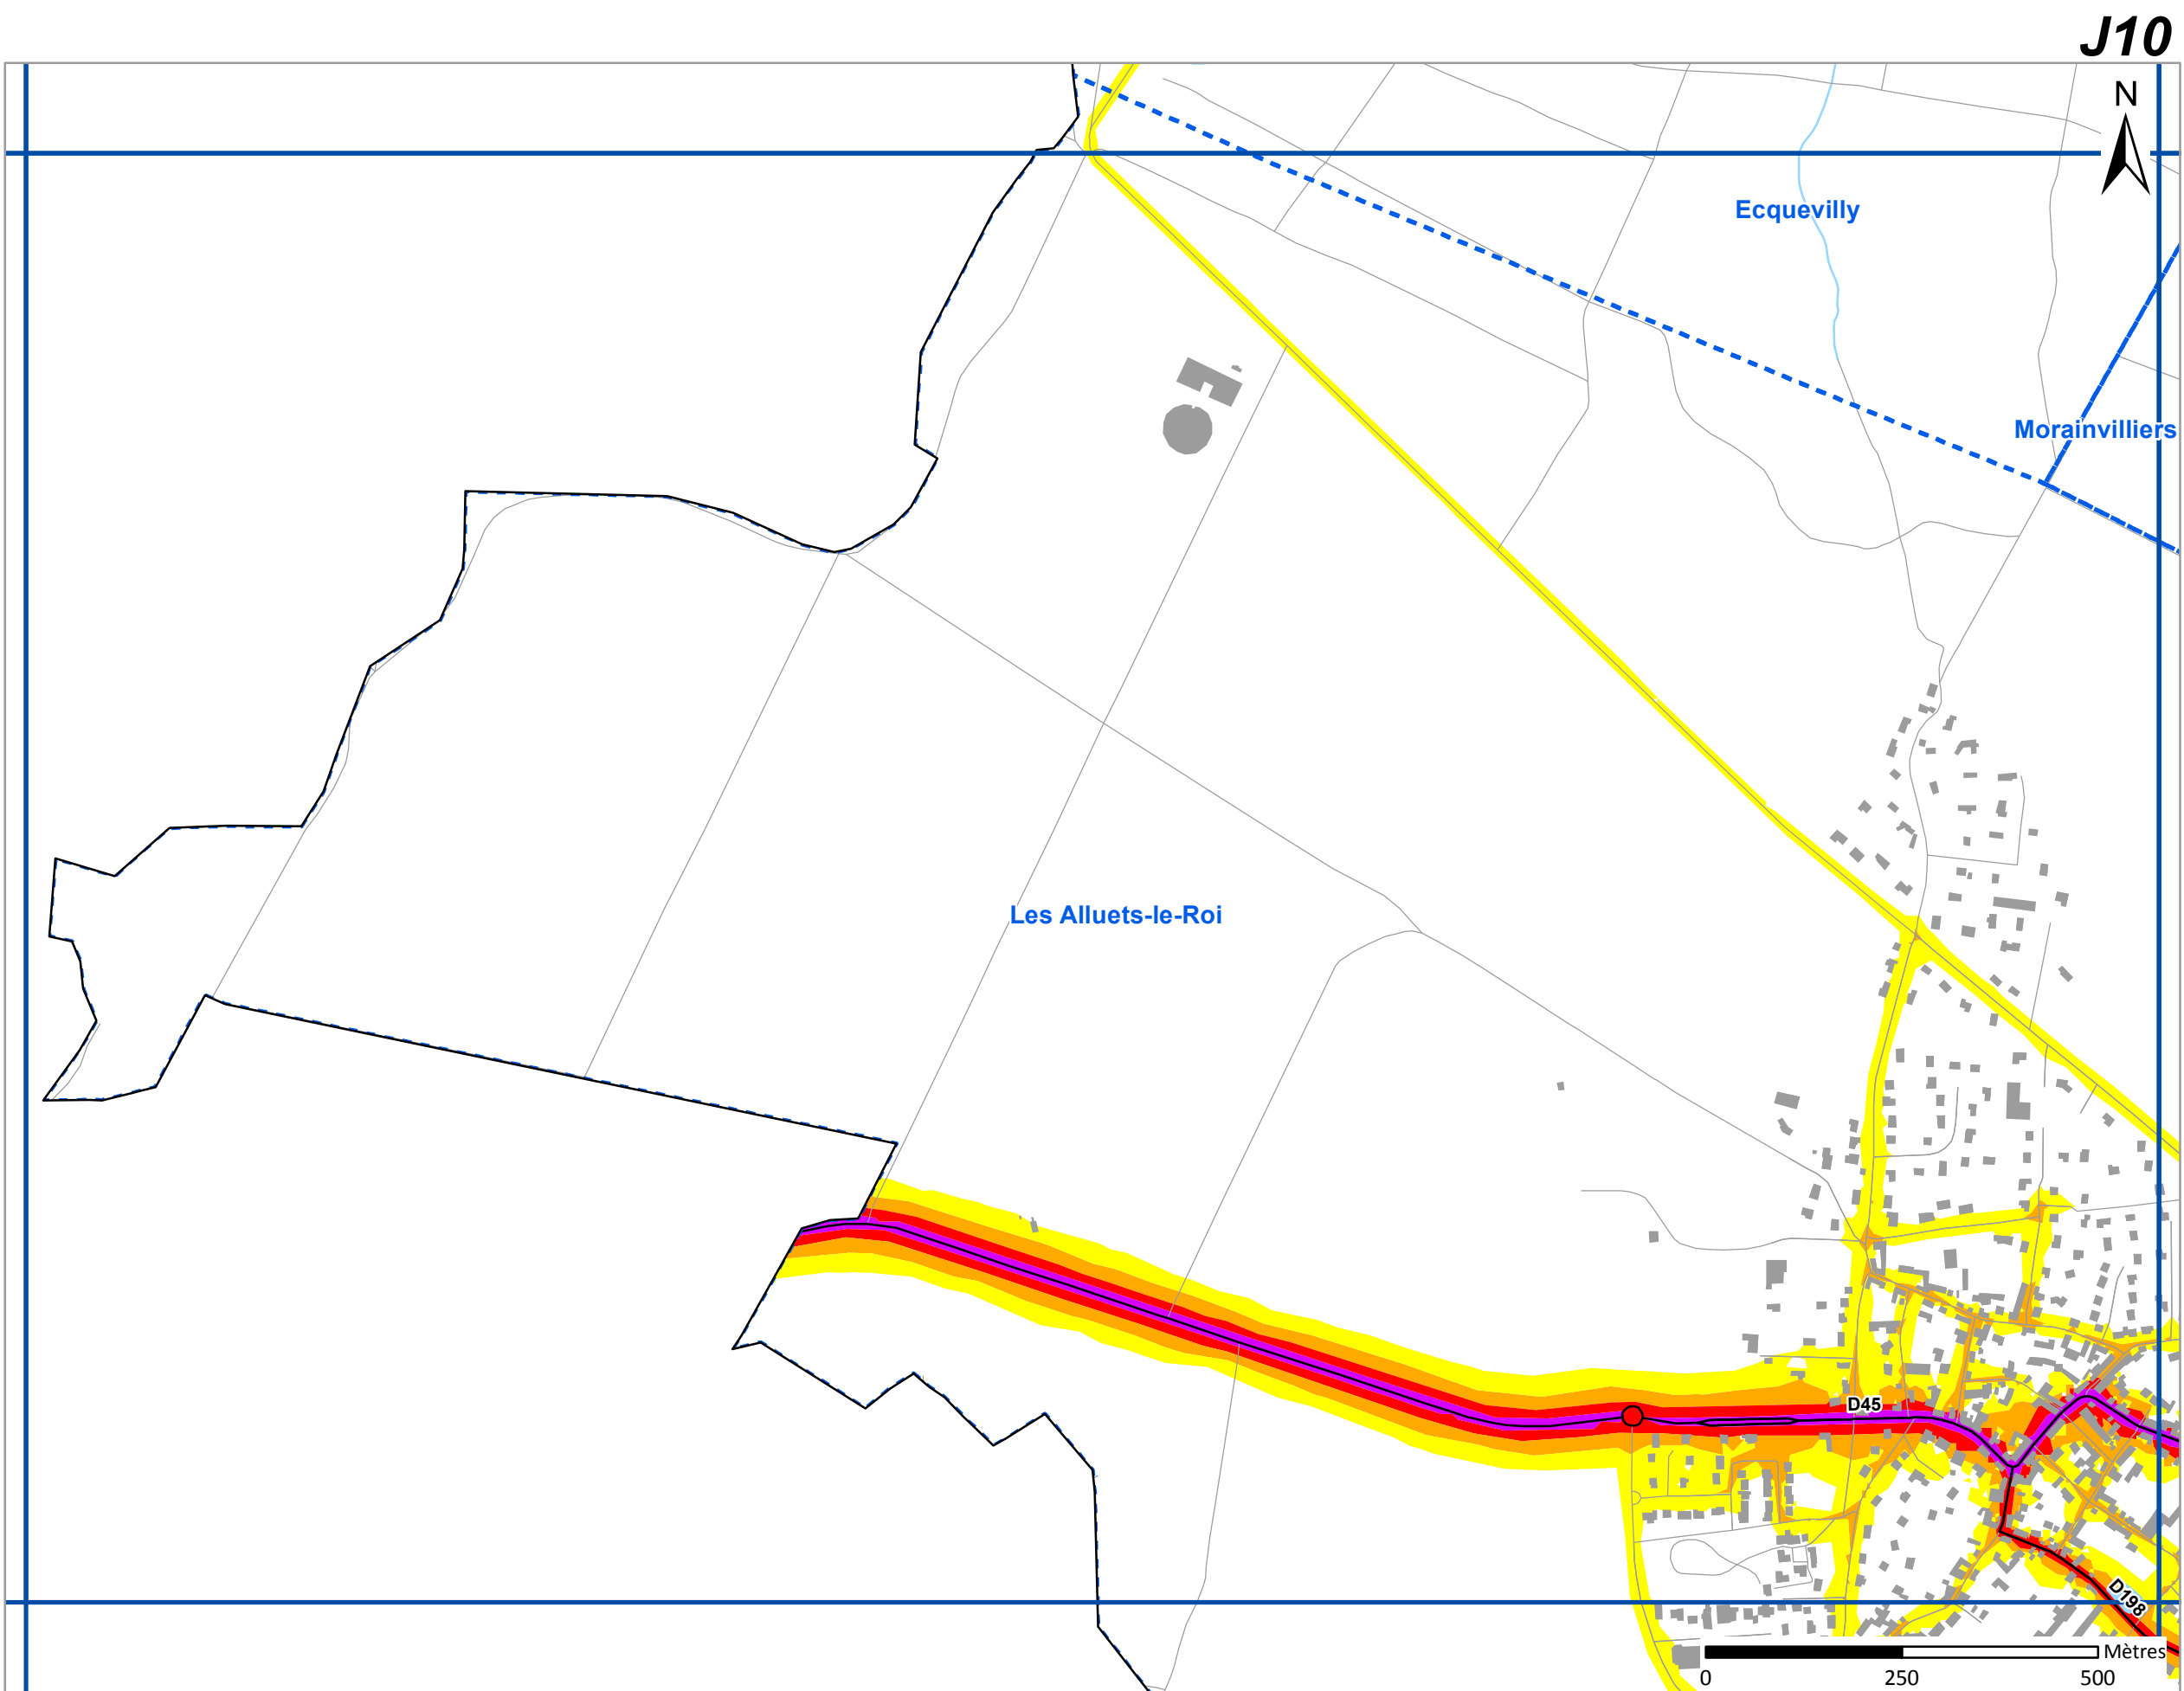 J10
N
Ecquevilly
Morainvilliers
Les Alluets-le-Roi
D45
D198
Mètres
0 250 500